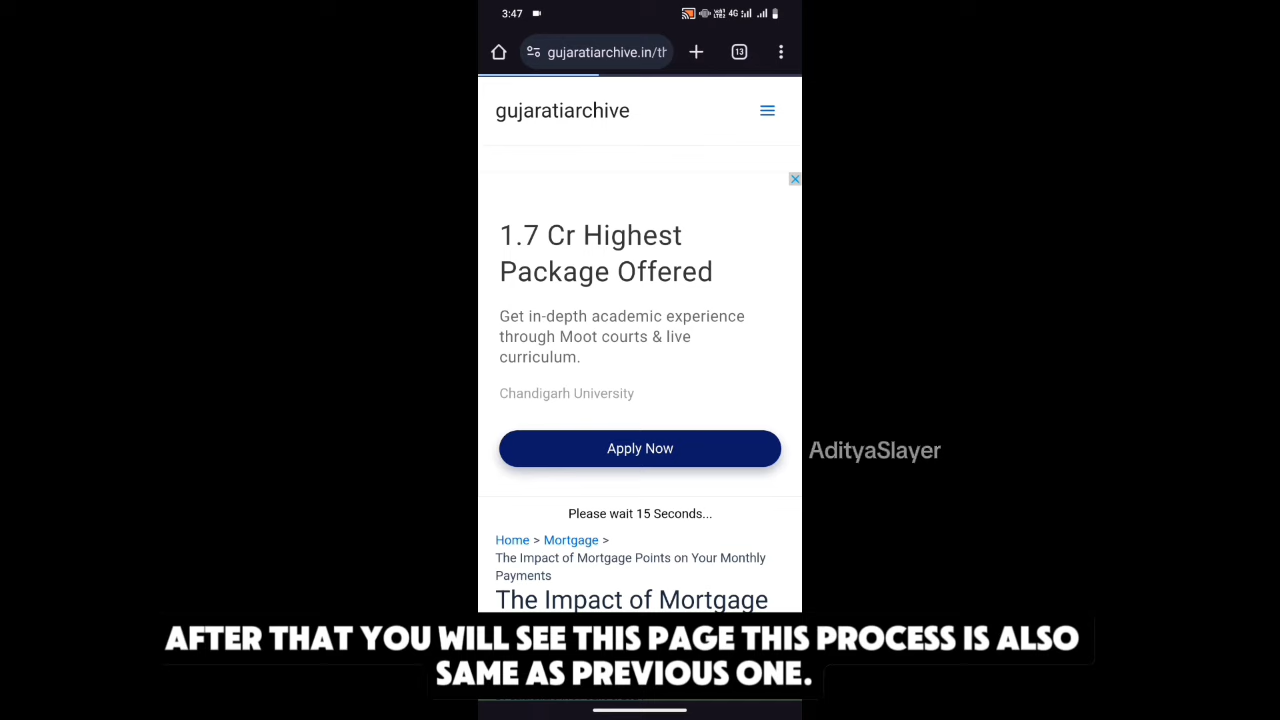 3:47
4G
gujaratiarchive.in/th
13
gujaratiarchive
1.7 Cr Highest
Package Offered
Get in-depth academic experience
through Moot courts & live
curriculum.
Chandigarh University
Apply Now
AdityaSlayer
Please wait 15 Seconds...
Home > Mortgage >
The Impact of Mortgage Points on Your Monthly
Payments
The Impact of Mortgage
AFTER THAT YOU WILL SEE THIS PAGE THIS PROCESS IS ALSO
SAME AS PREVIOUS ONE.